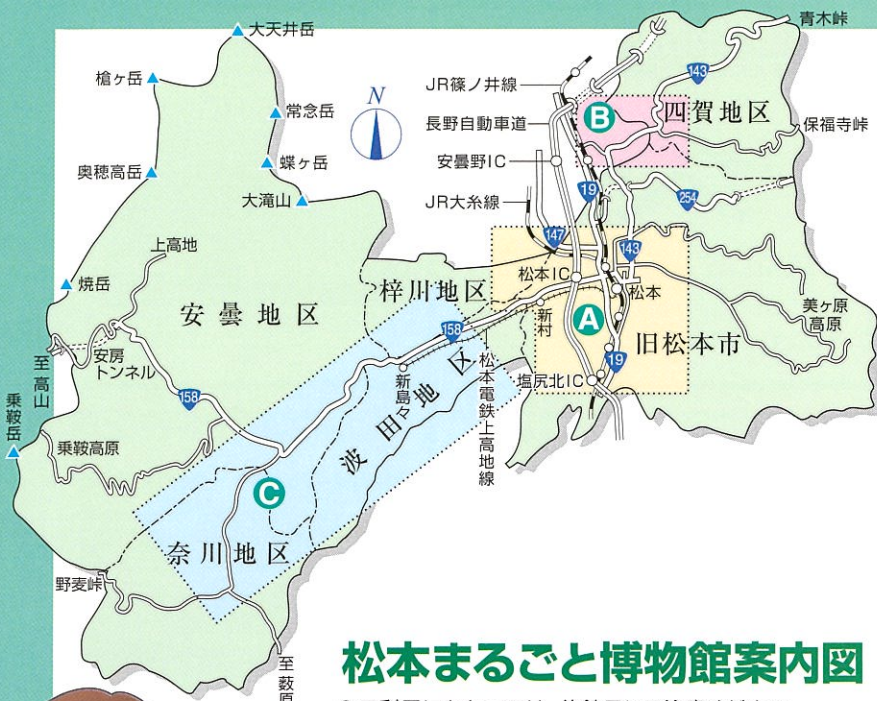 大天井岳
青木峠
槍ヶ岳
N
JR篠ノ井線
143
常念岳
長野自動車道
B
四賀地区
保福寺峠
奥穂高岳
蝶ヶ岳
安曇野IC
19
254
大滝山
JR大糸線
147
143
上高地
松本IC
松本
焼岳
安曇地区
梓川地区
新村
A
美ヶ原
高原
旧松本市
158
19
安房
トンネル
至高山
新島々
波田地区
松本電鉄上高地線
塩尻北IC
158
乗鞍岳
乗鞍高原
C
奈川地区
野麦峠
至薮原
松本まるごと博物館案内図